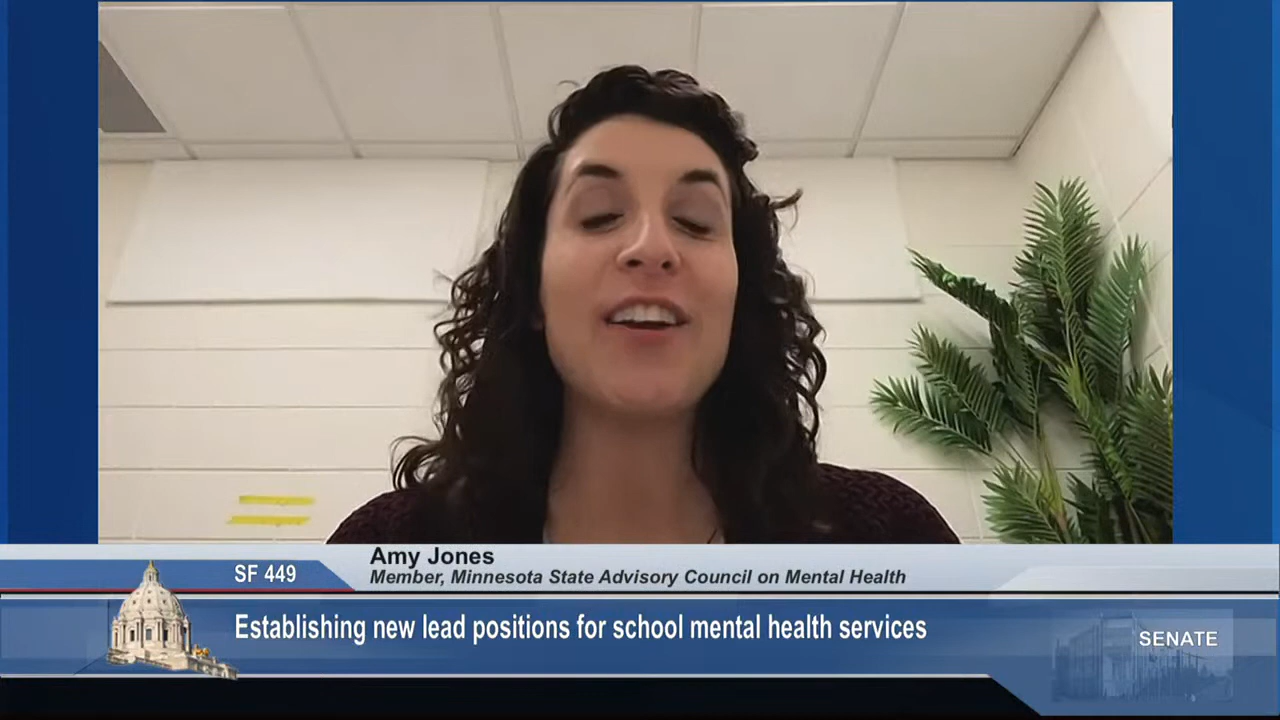 Amy Jones
SF 449
Member, Minnesota State Advisory Council on Mental Health
Establishing new lead positions for school mental health services
SENATE